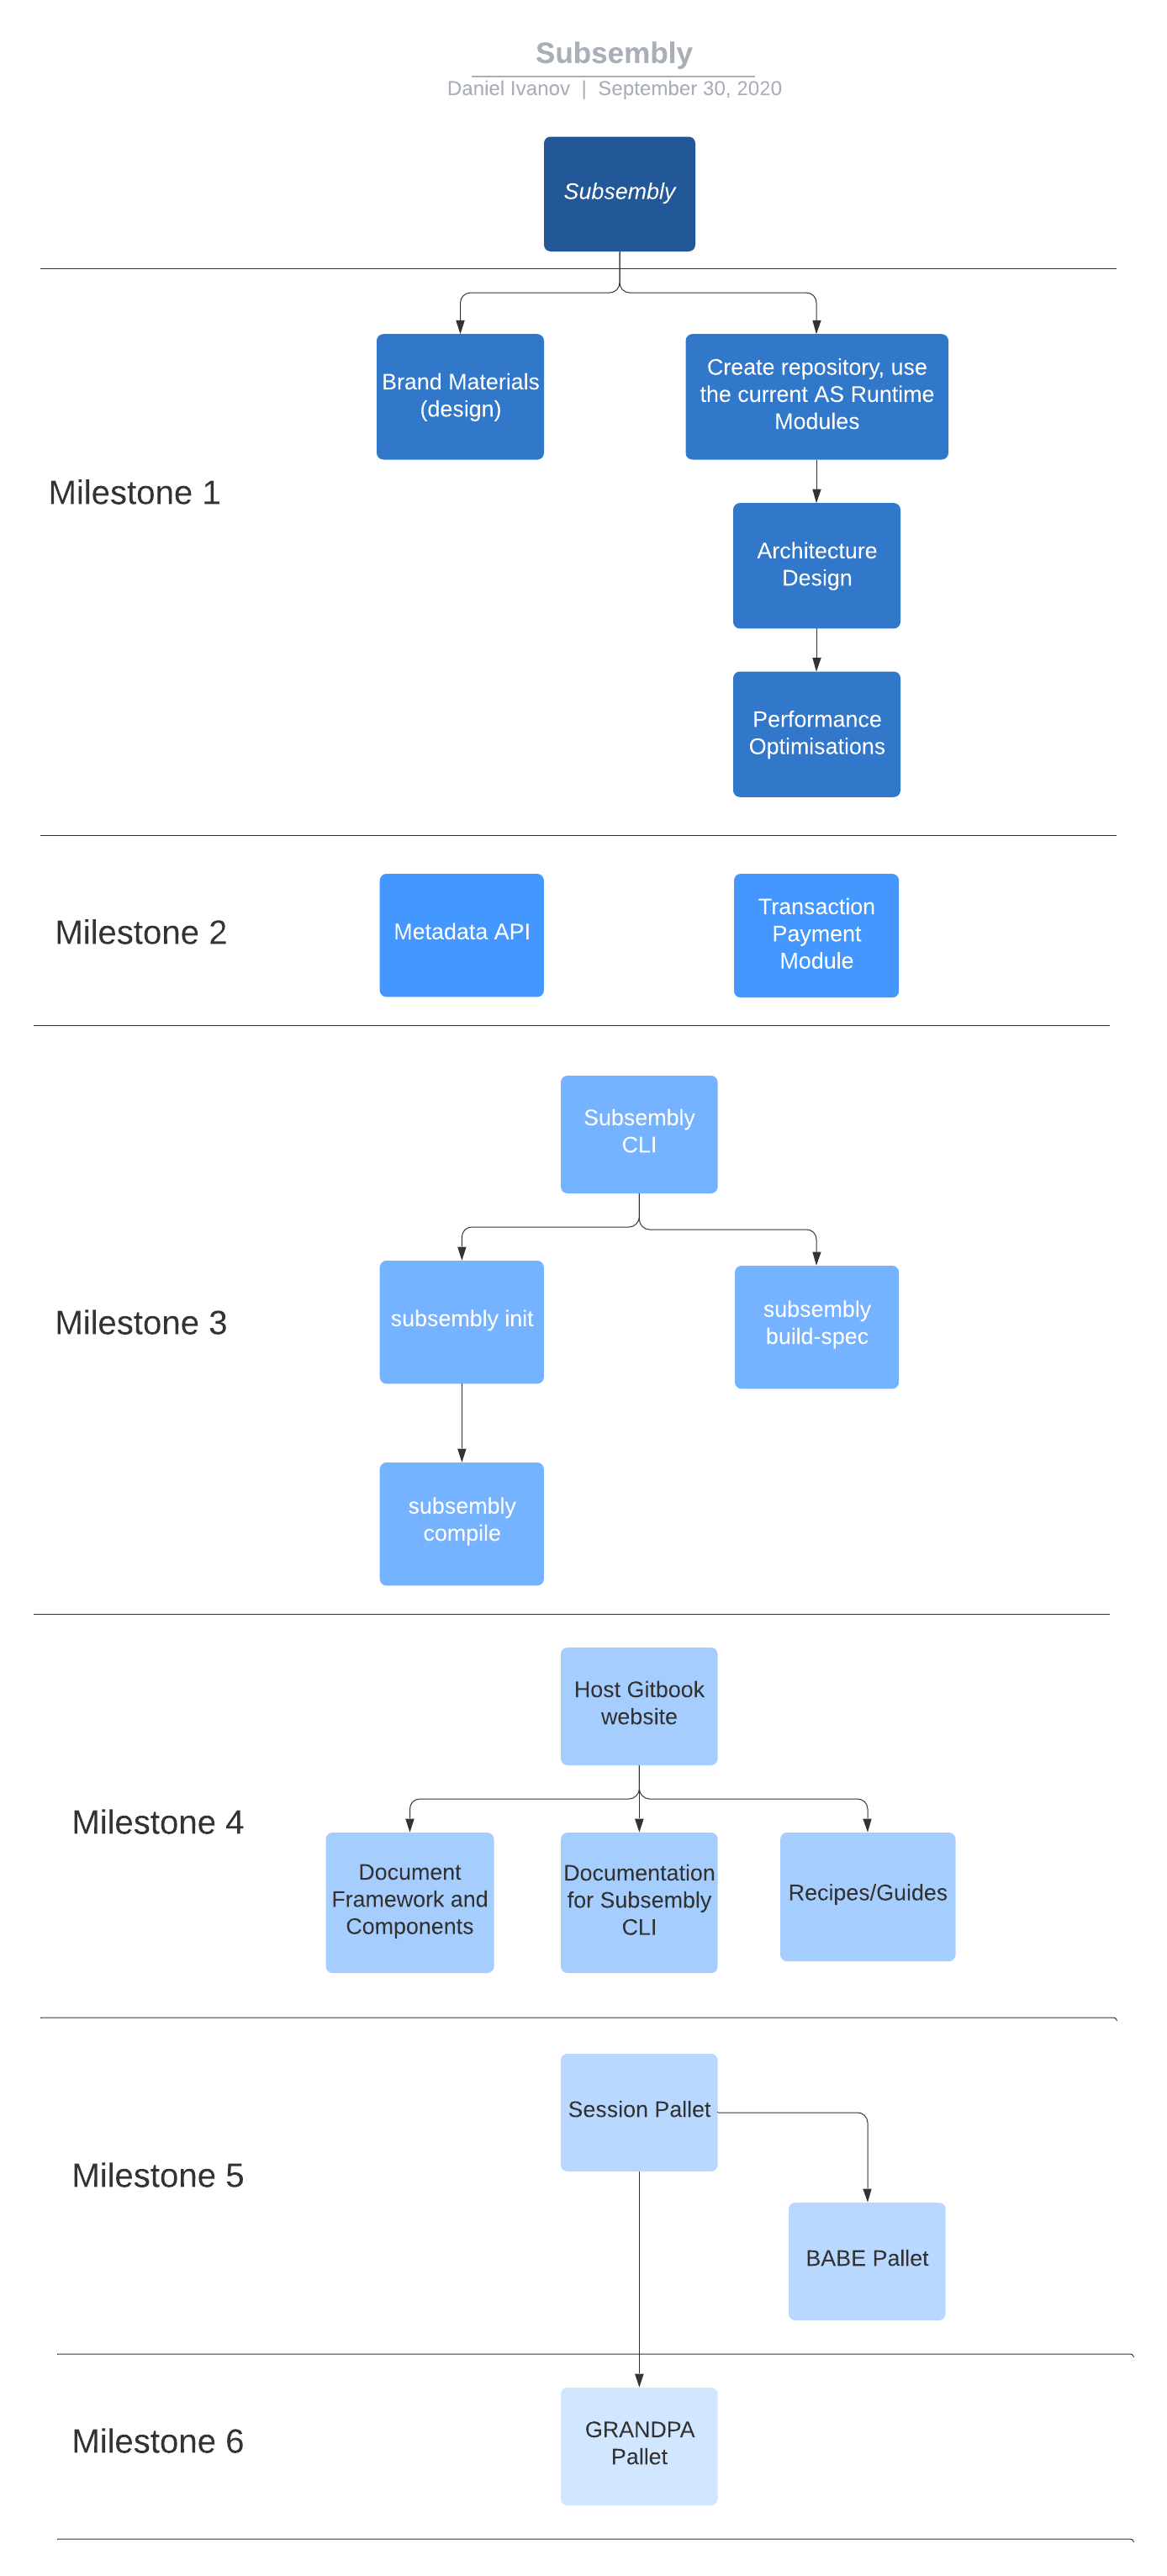 Subsembly
Daniel Ivanov | September 30, 2020
Subsembly
Brand Materials
(design)
Create repository, use
the current AS Runtime
Modules
Milestone 1
Architecture
Design
Performance
Optimisations
Milestone 2
Metadata API
Transaction
Payment
Module
Subsembly
CLI
Milestone 3
subsembly init
subsembly
build-spec
subsembly
compile
Host Gitbook
website
Milestone 4
Document
Framework and
Components
Documentation
for Subsembly
CLI
Recipes/Guides
Session Pallet
Milestone 5
BABE Pallet
Milestone 6
GRANDPA
Pallet